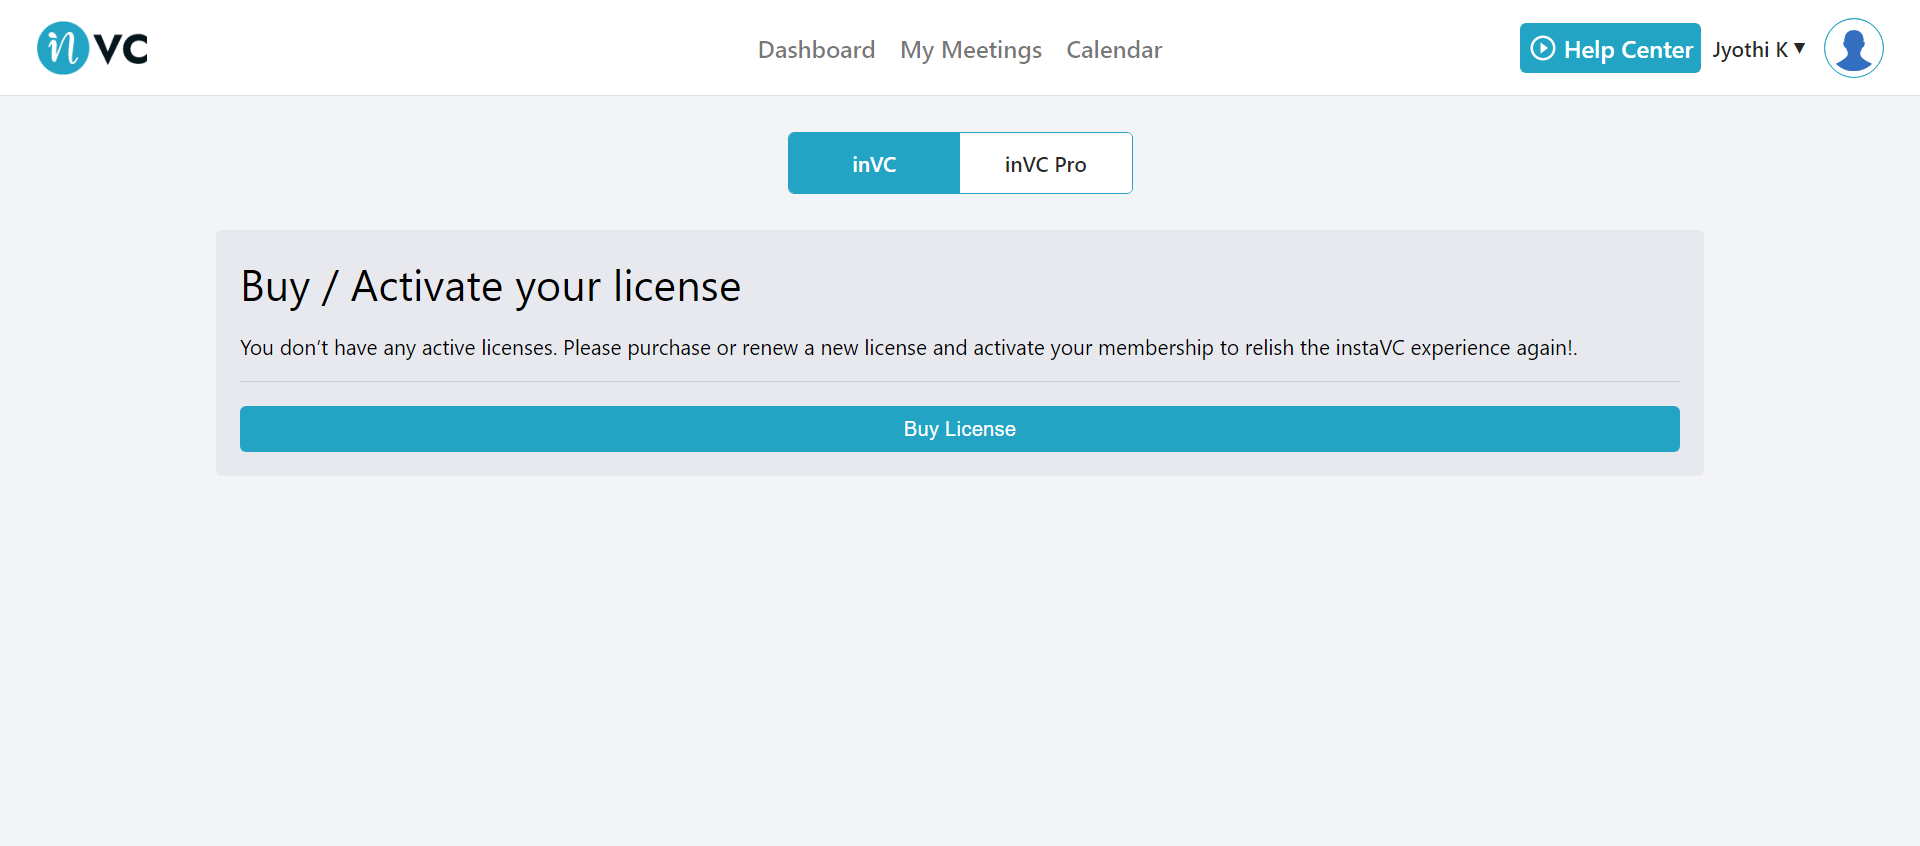 in VC
Dashboard My Meetings Calendar
Help Center Jyothi K
inVC inVC Pro
Buy / Activate your license
You don’t have any active licenses. Please purchase or renew a new license and activate your membership to relish the instaVC experience again!.
Buy License